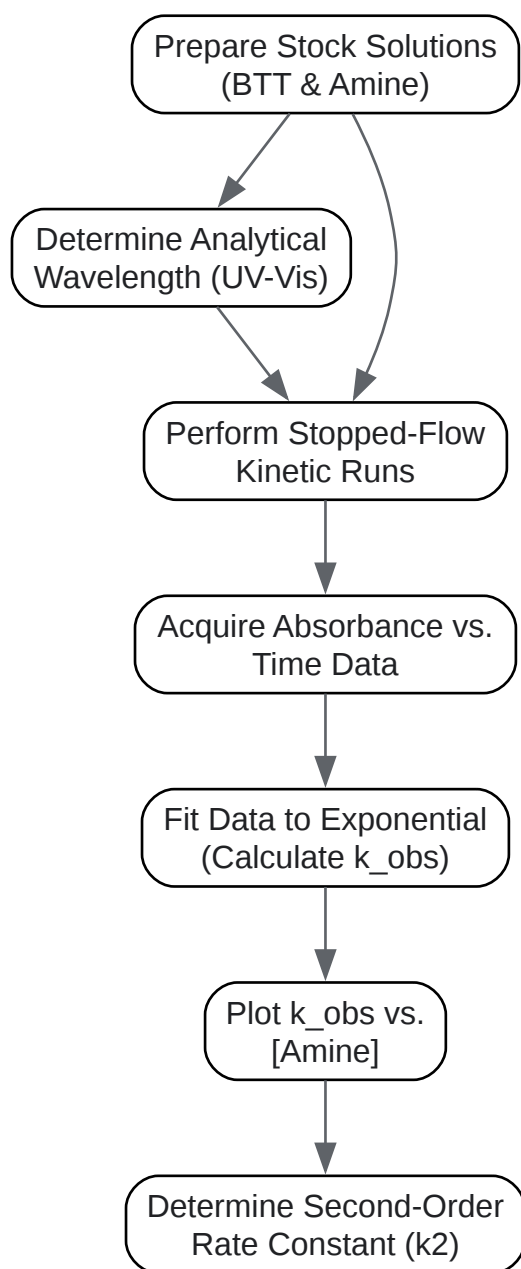 Prepare Stock Solutions
(BTT & Amine)
Determine Analytical
Wavelength (UV-Vis)
Perform Stopped-Flow
Kinetic Runs
Acquire Absorbance vs.
Time Data
Fit Data to Exponential
(Calculate k_obs)
Plot k_obs vs.
[Amine]
Determine Second-Order
Rate Constant (k2)